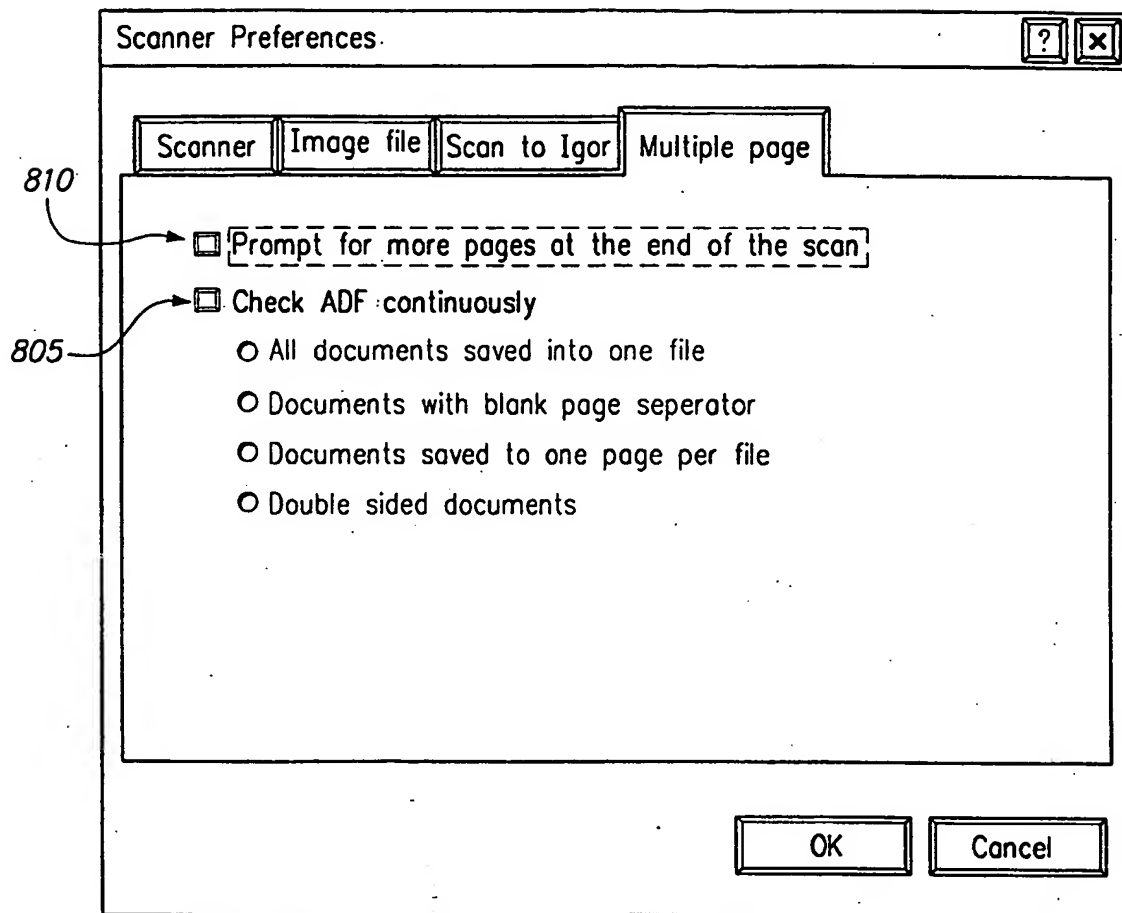 Scanner Preferences
?
Scanner Image file Scan to Igor Multiple page
810
Prompt for more pages at the end of the scan
805
Check ADF continuously
All documents saved into one file
Documents with blank page seperator
Documents saved to one page per file
Double sided documents
OK Cancel